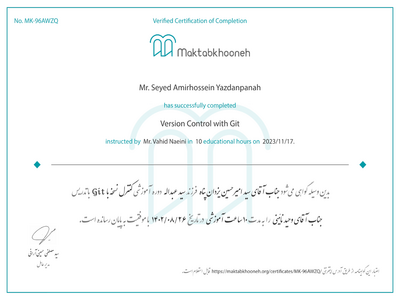 No. MK-96AWZQ
Verified Certification of Completion
Maktabkhooneh
Mr. Seyed Amirhossein Yazdanpanah
has successfully completed
Version Control with Git
instructed by Mr. Vahid Naeini in 10 educational hours on 2023/11/17.
بدین وسیله گواهی می‌شود جناب آقای سید امیرحسین یزدان پناه فرزند سید عبداله دوره آموزشی کنترل نسخه با Git با تدریس
جناب آقای وحید نائینی را به مدت ۱۰ ساعت آموزشی در تاریخ ۱۴۰۲/۰۸/۲۶ با موفقیت به پایان رسانده است.
مدیرعامل
اعتبار این گواهینامه از طریق آدرس اینترنتی https://maktabkhooneh.org/certificates/MK-96AWZQ/ قابل استعلام است.